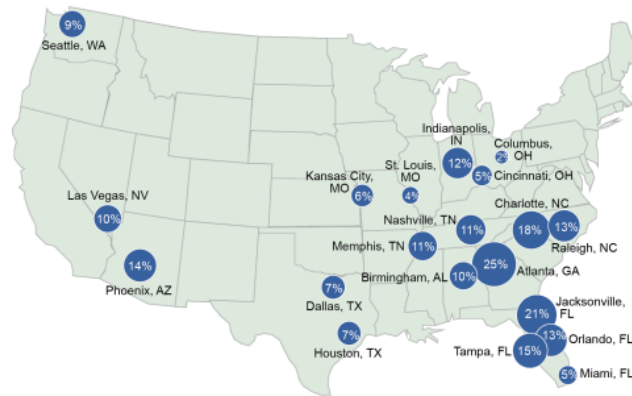 9%
Seattle, WA
Indianapolis,
IN
12%
Columbus,
OH
2%
5%
Cincinnati, OH
St. Louis,
MO
4%
Kansas City,
MO
6%
Las Vegas, NV
10%
Charlotte, NC
18%
13%
Raleigh, NC
Nashville, TN
11%
Memphis, TN
11%
14%
Phoenix, AZ
Birmingham, AL
10%
25%
Atlanta, GA
7%
Dallas, TX
7%
Houston, TX
Jacksonville,
FL
21%
13%
Orlando, FL
Tampa, FL
15%
5%
Miami, FL